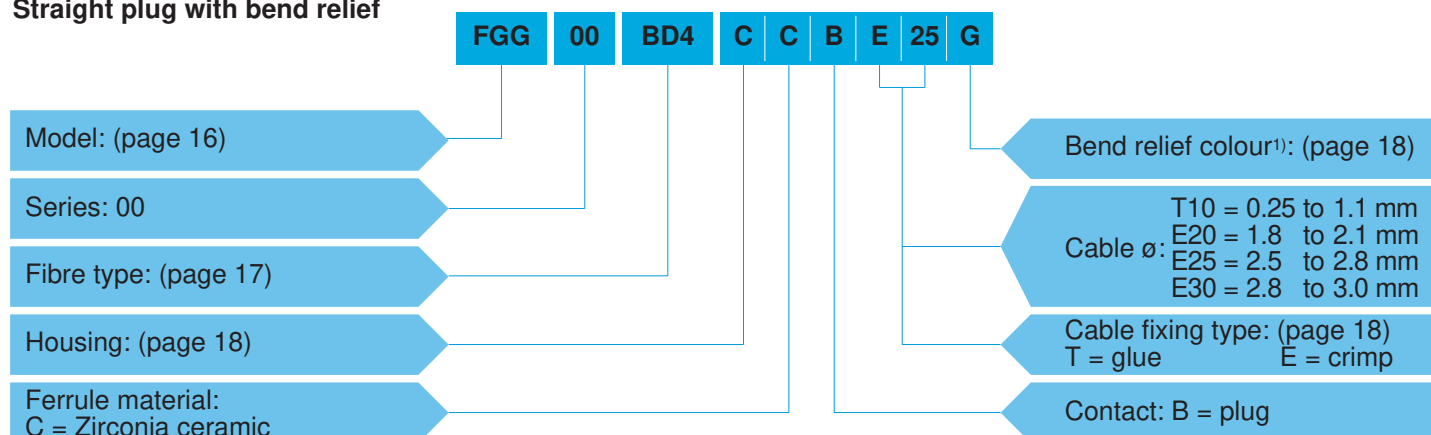 Straight plug with bend relief
FGG 00 BD4 C C B E 25 G
Model: (page 16)
Series: 00
Fibre type: (page 17)
Housing: (page 18)
Ferrule material:
C = Zirconia ceramic
Bend relief colour1): (page 18)
Cable ø:
T10 = 0.25 to 1.1 mm
E20 = 1.8 to 2.1 mm
E25 = 2.5 to 2.8 mm
E30 = 2.8 to 3.0 mm
Cable fixing type: (page 18)
T = glue E = crimp
Contact: B = plug